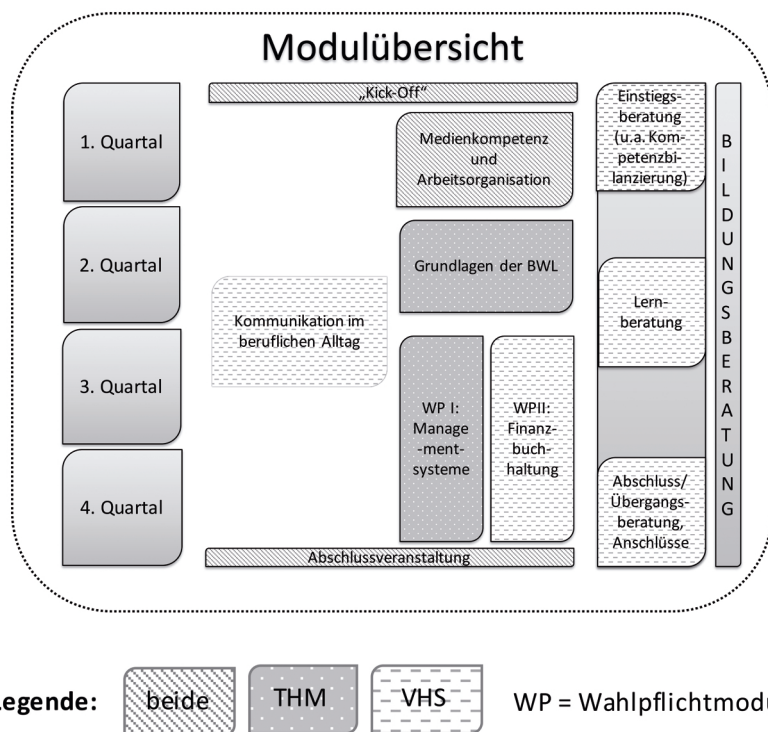 Modulübersicht
1. Quartal
2. Quartal
3. Quartal
4. Quartal
„Kick-Off“
Medienkompetenz
und
Arbeitsorganisation
Grundlagen der BWL
Kommunikation im
beruflichen Alltag
WP I:
Manage
-ment-
systeme
WPII:
Finanz-
buch-
haltung
Abschlussveranstaltung
Einstiegs-
beratung
(u.a. Kom-
petenzbi-
lanzierung)
Lern-
beratung
Abschluss/
Übergangs-
beratung,
Anschlüsse
B
I
L
D
U
N
G
S
B
E
R
A
T
U
N
G
egende:
beide
THM
VHS
WP = Wahlpflichtmodu